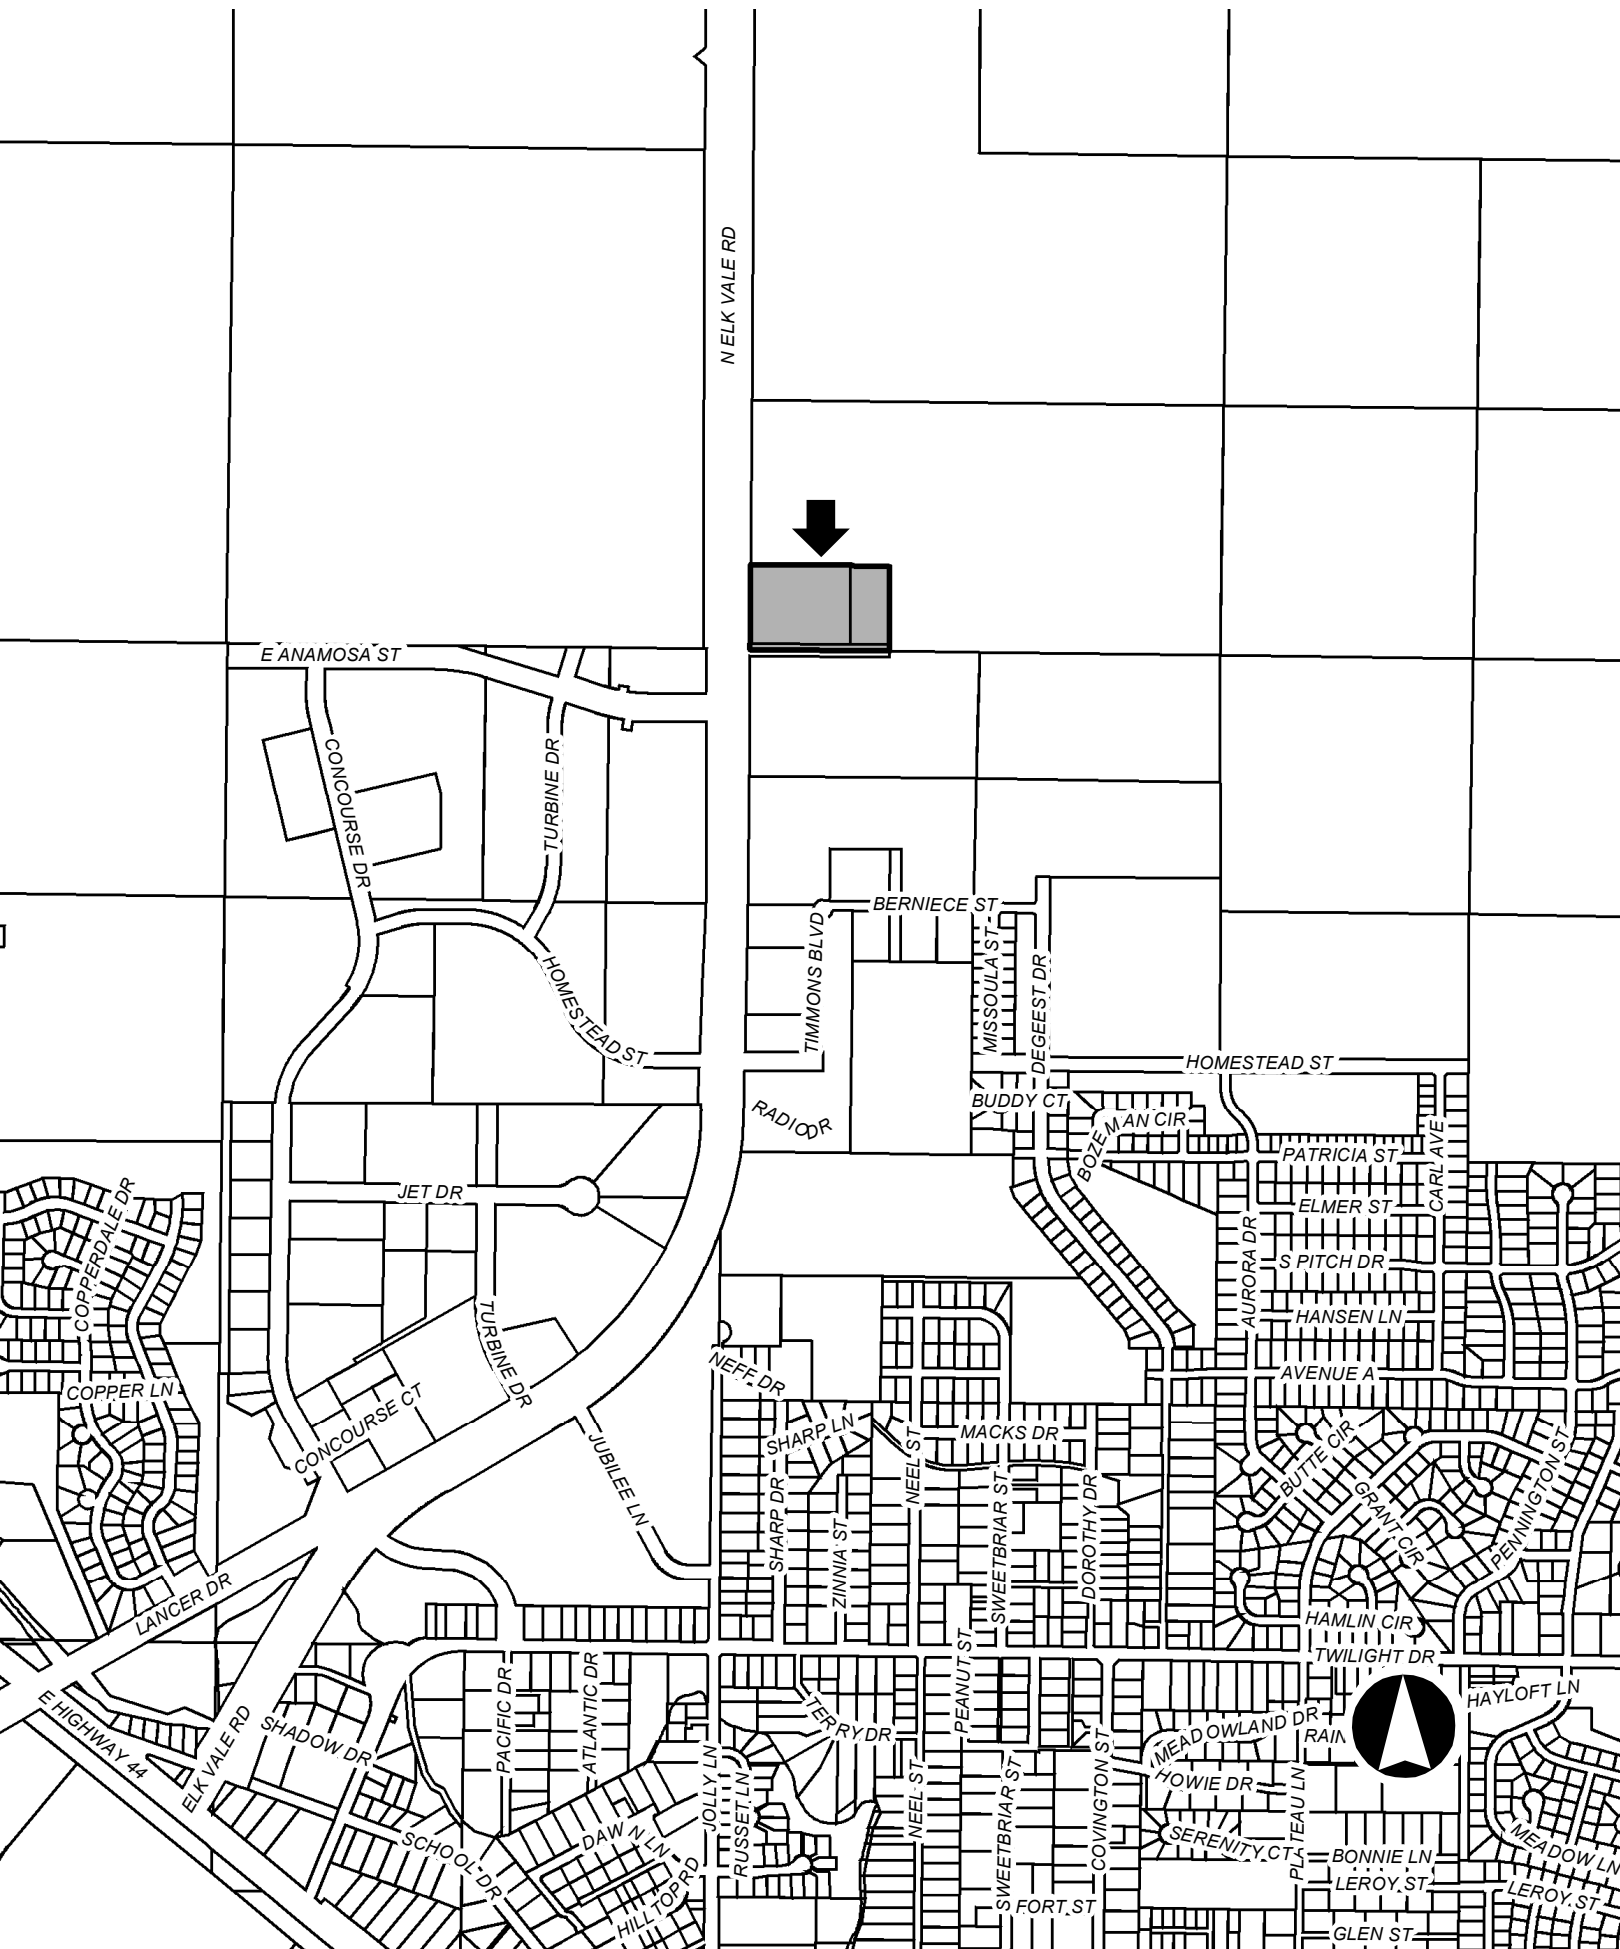 N ELK VALE RD
E ANAMOSA ST
CONCOURSE DR
TURBINE DR
BERNIECE ST
TIMMONS BLVD
MISSOULA ST
DEGEEST DR
HOMESTEAD ST
HOMESTEAD ST
BUDDY CT
RADIO DR
BOZEMAN CIR
PATRICIA ST
CARL AVE
JET DR
ELMER ST
COPPERDALE DR
AURORA DR
S PITCH DR
HANSEN LN
TURBINE DR
NEFF DR
AVENUE A
COPPER LN
CONCOURSE CT
SHARP LN
MACKS DR
NEEL ST
BUTTE CIR
JUBILEE LN
SHARP DR
ZINNIA ST
SWEETBRIAR ST
DOROTHY DR
GRANT CIR
PENNINGTON ST
LANCER DR
HAMLIN CIR
TWILIGHT DR
PEANUT ST
PACIFIC DR
ATLANTIC DR
HAYLOFT LN
E HIGHWAY 44
ELK VALE RD
SHADOW DR
TERRY DR
MEADOWLAND DR
RAIN
JOLLY LN
RUSSET LN
NEEL ST
SWEETBRIAR ST
COVINGTON ST
HOWIE DR
PLATEAU LN
SCHOOL DR
DAWN LN
SERENITY CT
BONNIE LN
MEADOW LN
HILLTOP RD
LEROY ST
LEROY ST
S FORT ST
GLEN ST